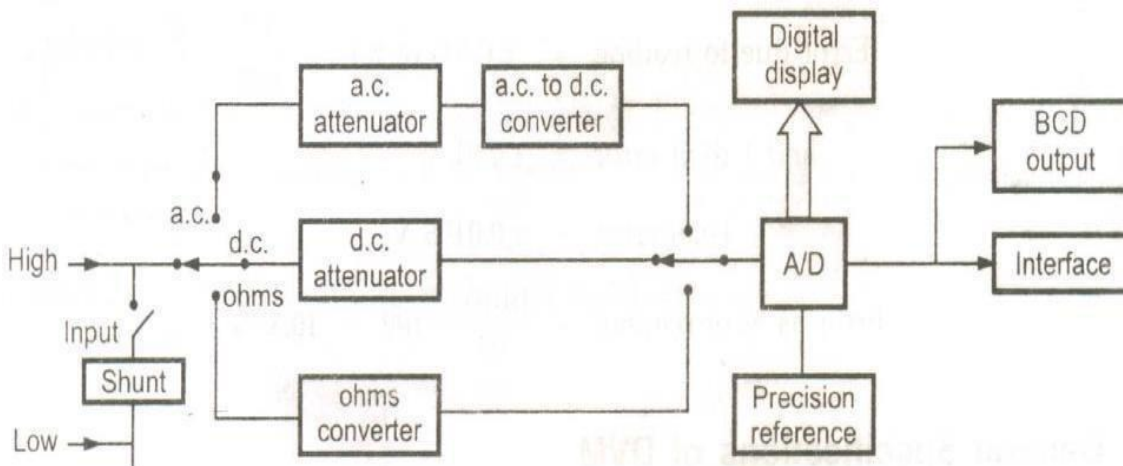 Digital
display
a.c.
attenuator
a.c. to d.c.
converter
BCD
output
a.c.
d.c.
High
d.c.
attenuator
A/D
Interface
ohms
Input
Shunt
ohms
converter
Precision
reference
Low